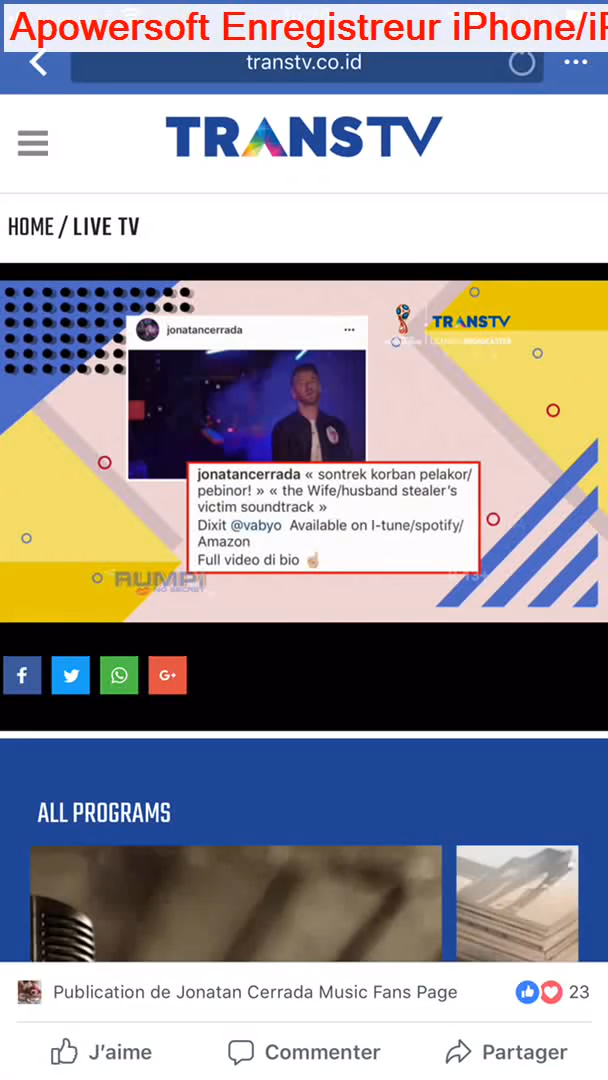 Apowersoft Enregistreur iPhone/iP
transtv.co.id
TRANSTV
HOME / LIVE TV
jonatancerrada
TRANSTV
jonatancerrada « sontrek korban pelakor/
pebinor! » « the Wife/husband stealer's
victim soundtrack »
Dixit @vabyo Available on I-tune/spotify/
Amazon
Full video di bio ☝🏼
RUMPI
NO SECRET
ALL PROGRAMS
Publication de Jonatan Cerrada Music Fans Page
23
J'aime
Commenter
Partager